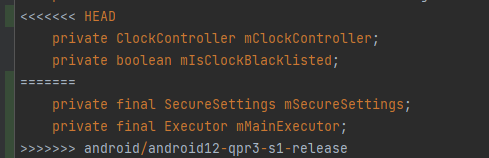 <<<<<<< HEAD
    private ClockController mClockController;
    private boolean mIsClockBlacklisted;
=======
    private final SecureSettings mSecureSettings;
    private final Executor mMainExecutor;
>>>>>>> android/android12-qpr3-s1-release